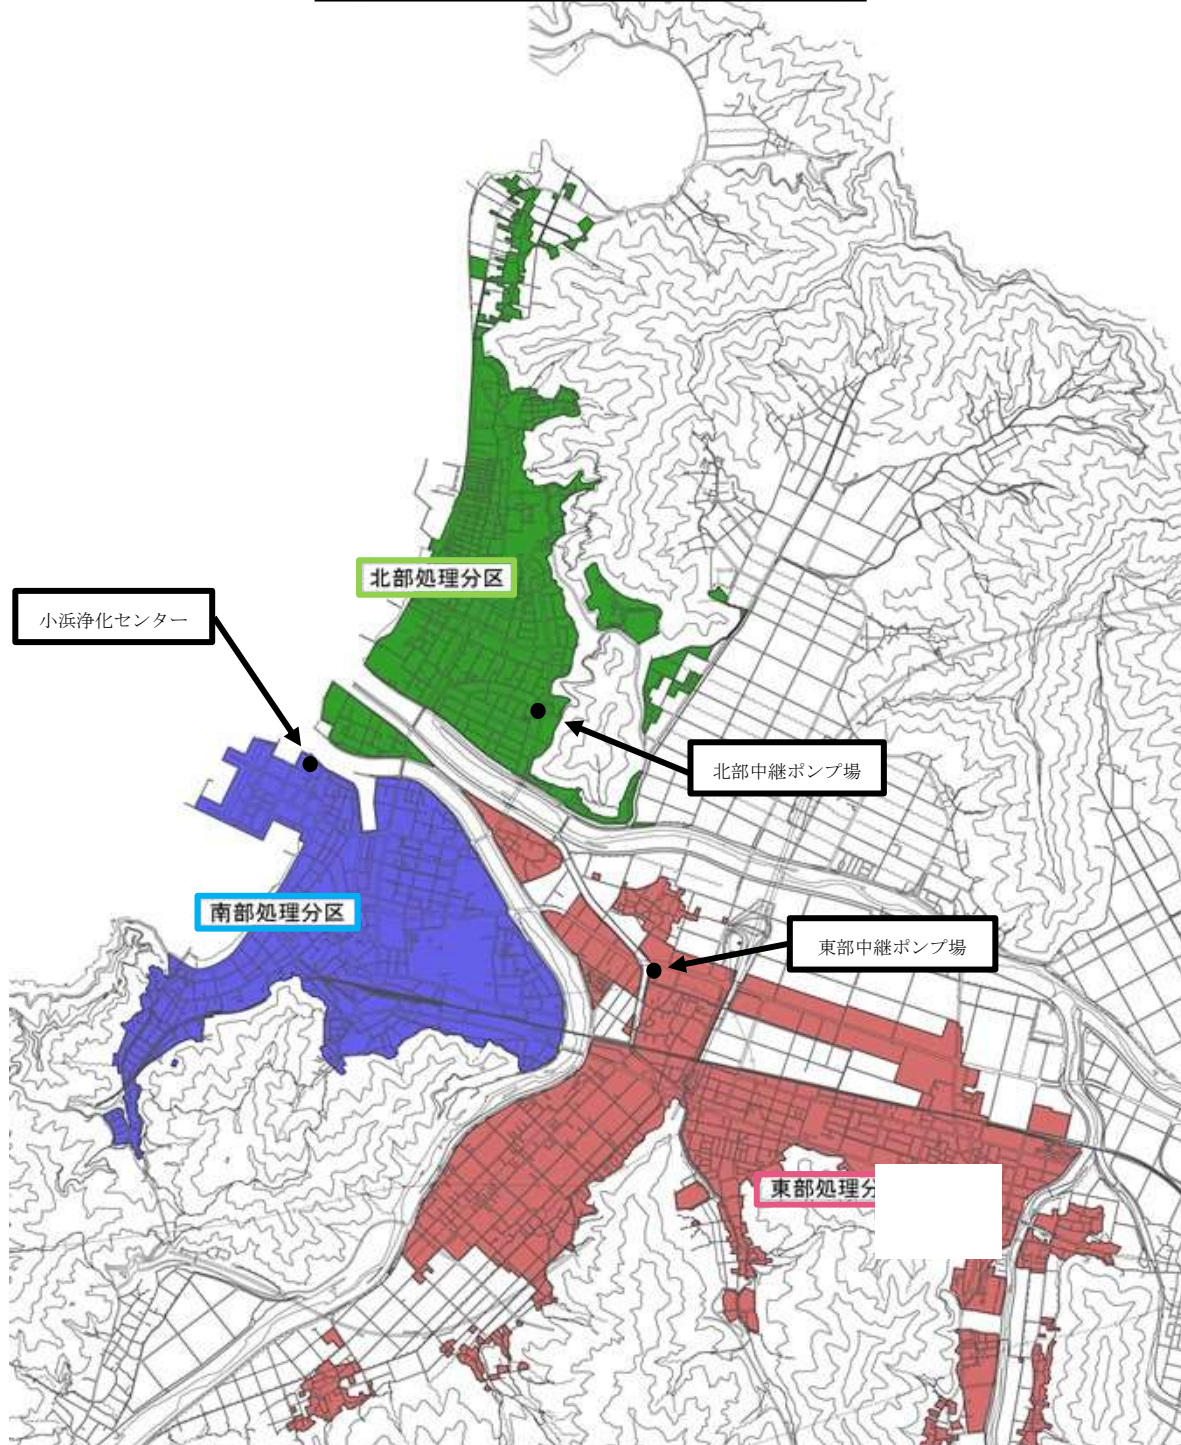 北部処理分区
小浜浄化センター
北部中継ポンプ場
南部処理分区
東部中継ポンプ場
東部処理分